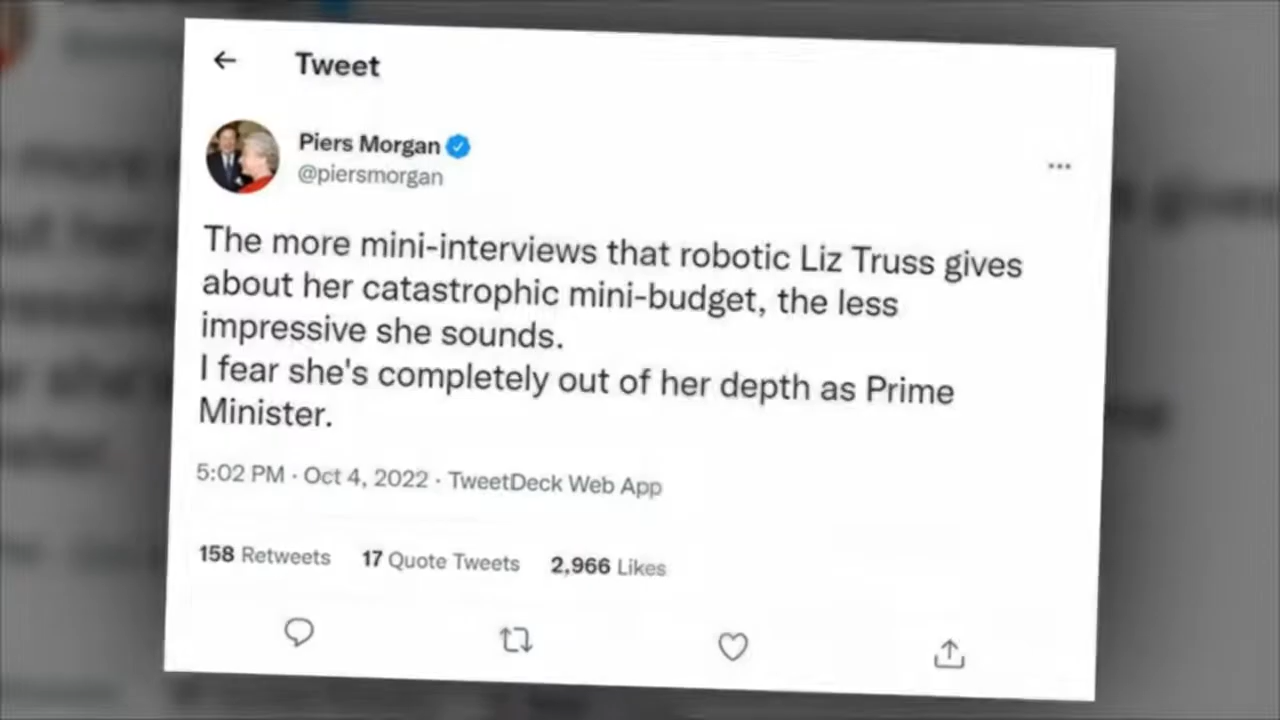 Tweet
Piers Morgan
@piersmorgan
The more mini-interviews that robotic Liz Truss gives
about her catastrophic mini-budget, the less
impressive she sounds.
I fear she's completely out of her depth as Prime
Minister.
5:02 PM · Oct 4, 2022 · TweetDeck Web App
158 Retweets 17 Quote Tweets 2,966 Likes